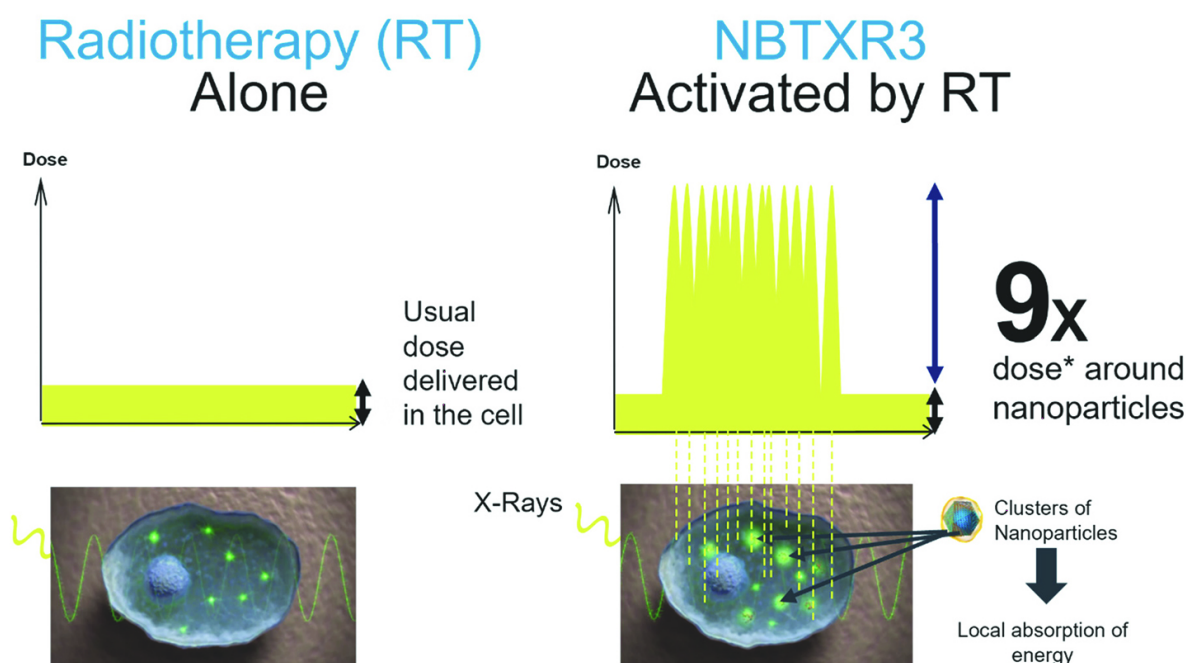 Radiotherapy (RT)
Alone
NBTXR3
Activated by RT
Dose
Usual
dose
delivered
in the cell
Dose
9x
dose* around
nanoparticles
X-Rays
Clusters of
Nanoparticles
Local absorption of
energy